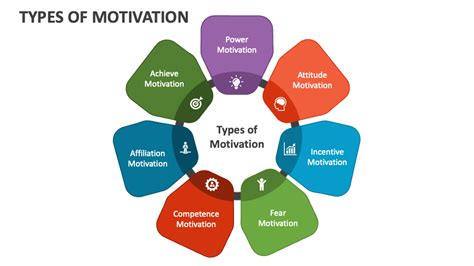 TYPES OF MOTIVATION
Power
Motivation
Achieve
Motivation
Attitude
Motivation
Types of
Motivation
Affiliation
Motivation
Incentive
Motivation
Competence
Motivation
Fear
Motivation